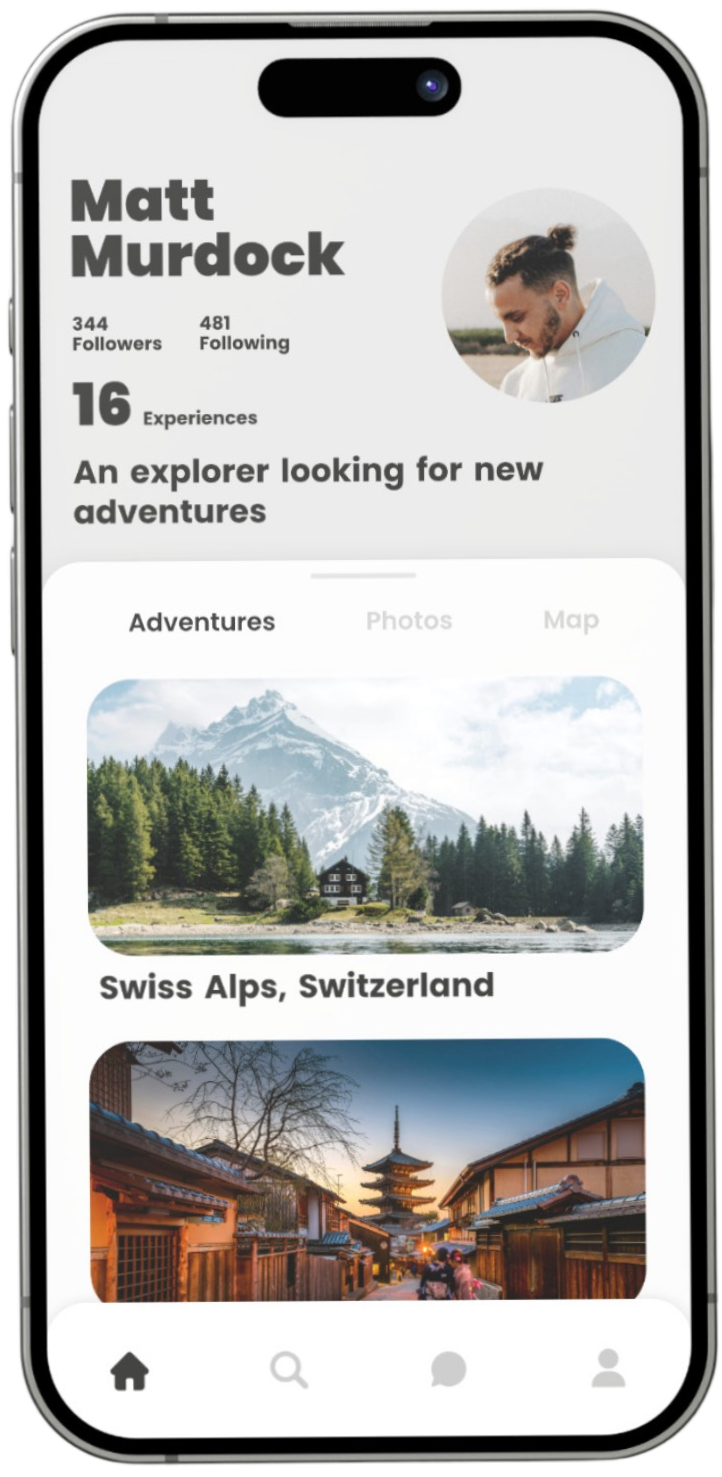 Matt
Murdock
344
Followers
481
Following
16 Experiences
An explorer looking for new
adventures
Adventures Photos Map
Swiss Alps, Switzerland